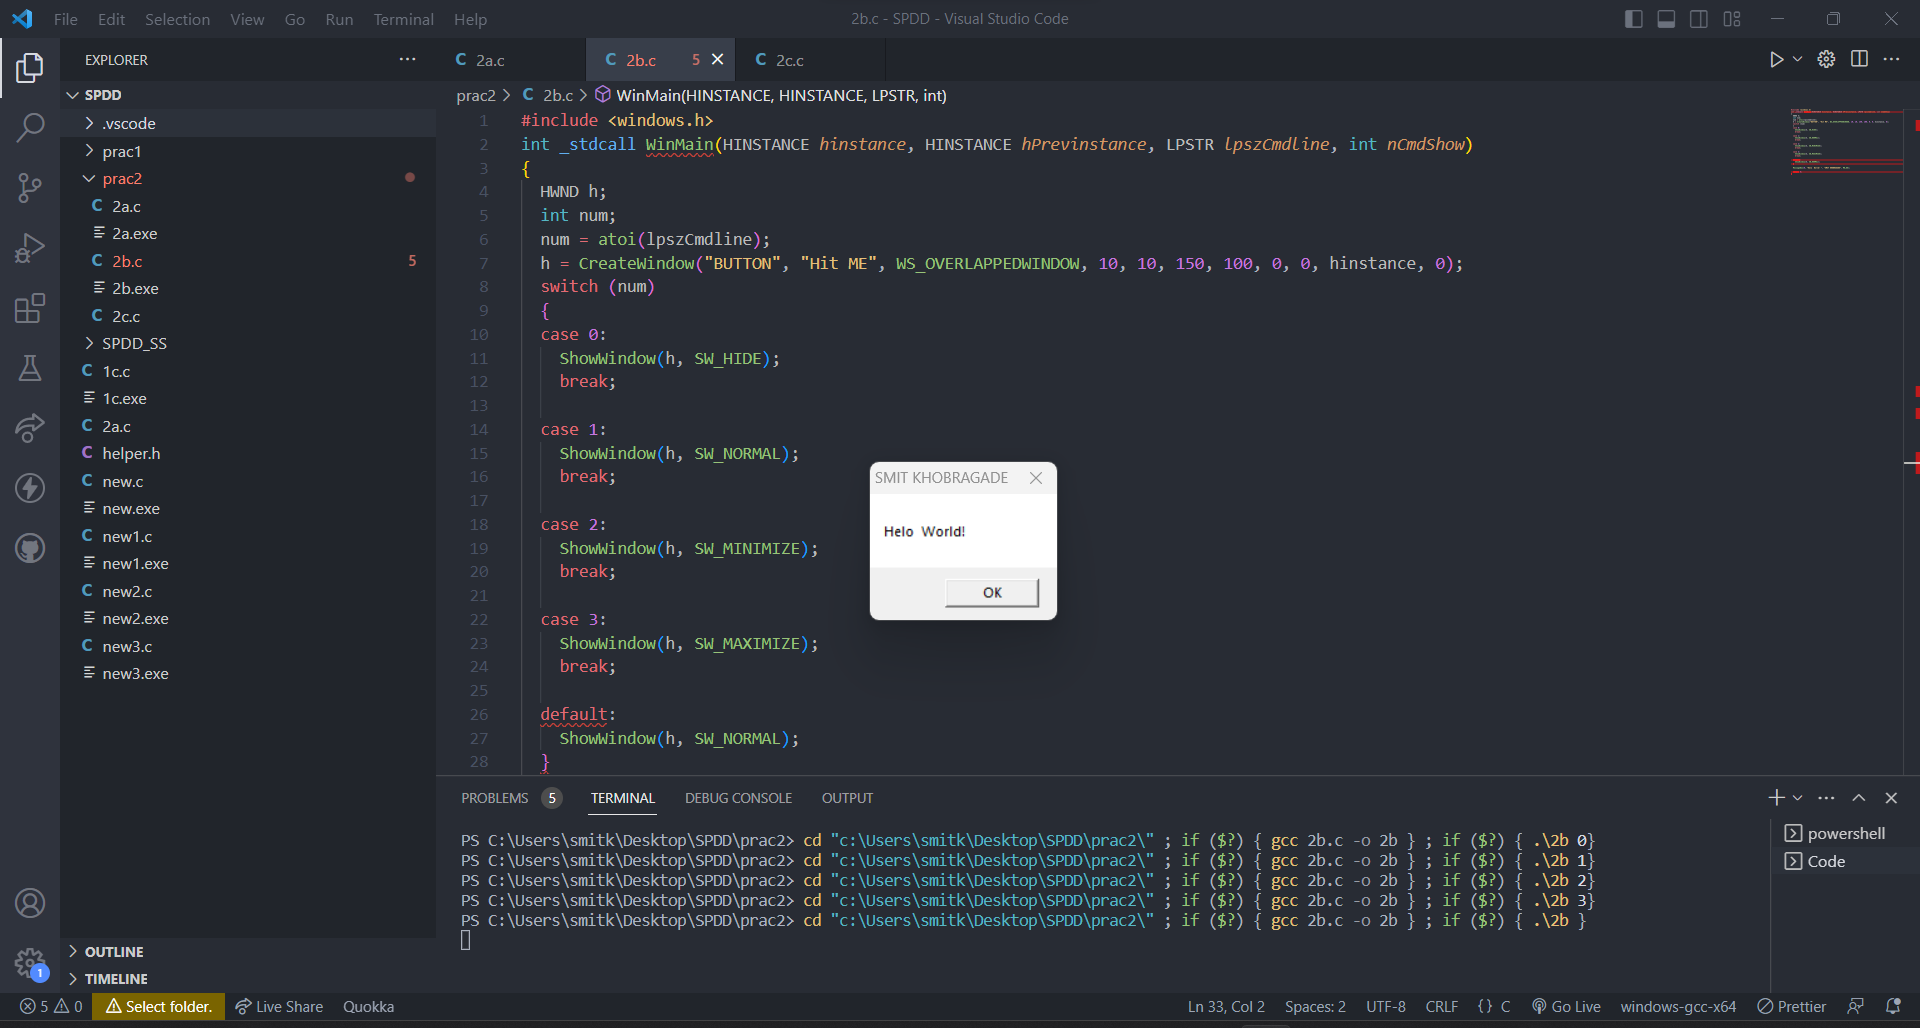 File Edit Selection View Go Run Terminal Help
2b.c - SPDD - Visual Studio Code
EXPLORER
SPDD
.vscode
prac1
prac2
2a.c
2a.exe
2b.c 5
2b.exe
2c.c
SPDD_SS
1c.c
1c.exe
2a.c
helper.h
new.c
new.exe
new1.c
new1.exe
new2.c
new2.exe
new3.c
new3.exe
OUTLINE
TIMELINE
2a.c 2b.c 5 2c.c
prac2 > 2b.c > WinMain(HINSTANCE, HINSTANCE, LPSTR, int)
1 #include <windows.h>
2 int _stdcall WinMain(HINSTANCE hinstance, HINSTANCE hPrevinstance, LPSTR lpszCmdline, int nCmdShow)
3 {
4 HWND h;
5 int num;
6 num = atoi(lpszCmdline);
7 h = CreateWindow("BUTTON", "Hit ME", WS_OVERLAPPEDWINDOW, 10, 10, 150, 100, 0, 0, hinstance, 0);
8 switch (num)
9 {
10 case 0:
11 ShowWindow(h, SW_HIDE);
12 break;
13
14 case 1:
15 ShowWindow(h, SW_NORMAL);
16 break;
17
18 case 2:
19 ShowWindow(h, SW_MINIMIZE);
20 break;
21
22 case 3:
23 ShowWindow(h, SW_MAXIMIZE);
24 break;
25
26 default:
27 ShowWindow(h, SW_NORMAL);
28 }
SMIT KHOBRAGADE
Helo World!
OK
PROBLEMS 5 TERMINAL DEBUG CONSOLE OUTPUT
PS C:\Users\smitk\Desktop\SPDD\prac2> cd "c:\Users\smitk\Desktop\SPDD\prac2\" ; if ($?) { gcc 2b.c -o 2b } ; if ($?) { .\2b 0}
PS C:\Users\smitk\Desktop\SPDD\prac2> cd "c:\Users\smitk\Desktop\SPDD\prac2\" ; if ($?) { gcc 2b.c -o 2b } ; if ($?) { .\2b 1}
PS C:\Users\smitk\Desktop\SPDD\prac2> cd "c:\Users\smitk\Desktop\SPDD\prac2\" ; if ($?) { gcc 2b.c -o 2b } ; if ($?) { .\2b 2}
PS C:\Users\smitk\Desktop\SPDD\prac2> cd "c:\Users\smitk\Desktop\SPDD\prac2\" ; if ($?) { gcc 2b.c -o 2b } ; if ($?) { .\2b 3}
PS C:\Users\smitk\Desktop\SPDD\prac2> cd "c:\Users\smitk\Desktop\SPDD\prac2\" ; if ($?) { gcc 2b.c -o 2b } ; if ($?) { .\2b }
powershell
Code
1
5 0 Select folder. Live Share Quokka
Ln 33, Col 2 Spaces: 2 UTF-8 CRLF {} C Go Live windows-gcc-x64 Prettier